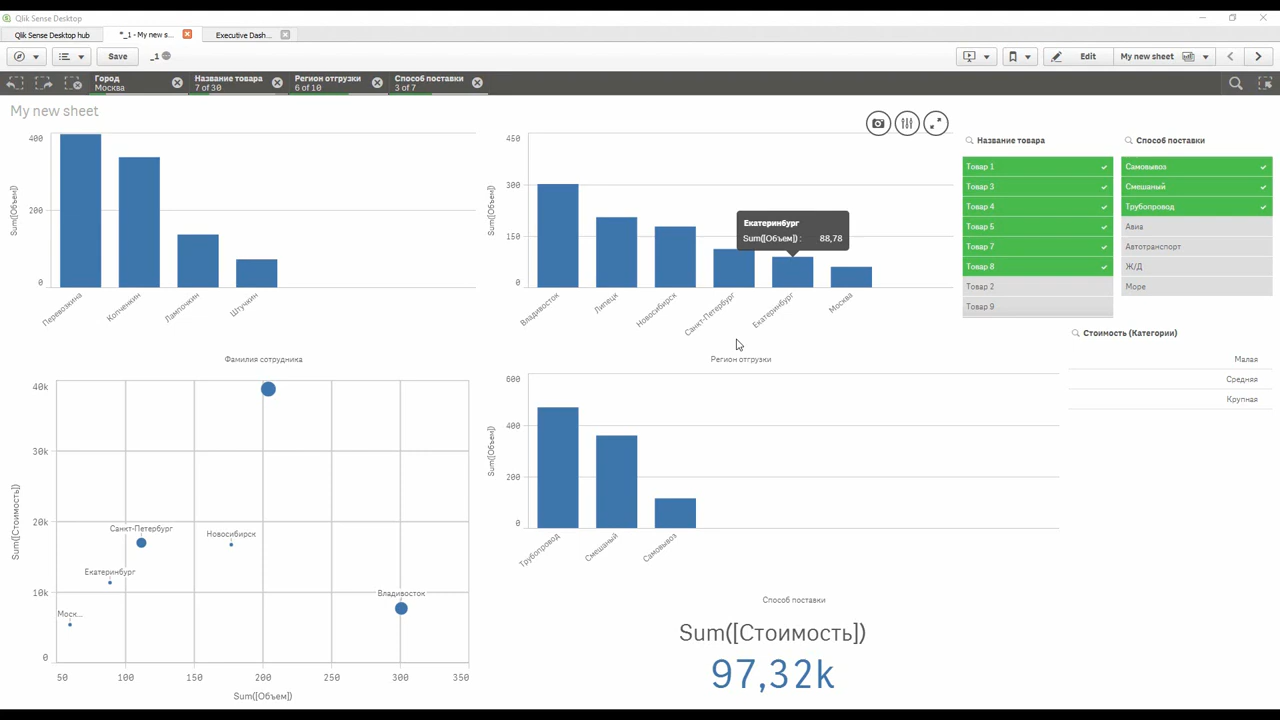 Qlik Sense Desktop
Qlik Sense Desktop hub
*_1 - My new s...
Executive Dash...
Save
_1
Edit
My new sheet
Город
Москва
Название товара
7 of 30
Регион отгрузки
6 of 10
Способ поставки
3 of 7
My new sheet
Sum([Объем])
400
200
0
Перевозкина
Копченкин
Лампочкин
Штучкин
Фамилия сотрудника
Sum([Объем])
450
300
150
0
Екатеринбург
Sum([Объем]) : 88,78
Владивосток
Липецк
Новосибирск
Санкт-Петербург
Екатеринбург
Москва
Регион отгрузки
Название товара
Товар 1
Товар 3
Товар 4
Товар 5
Товар 7
Товар 8
Товар 2
Товар 9
Способ поставки
Самовывоз
Смешаный
Трубопровод
Авиа
Автотранспорт
Ж/Д
Море
Стоимость (Категории)
Малая
Средняя
Крупная
Sum([Стоимость])
40k
30k
20k
10k
0
Санкт-Петербург
Новосибирск
Екатеринбург
Владивосток
Моск...
50
100
150
200
250
300
350
Sum([Объем])
Sum([Объем])
600
400
200
0
Трубопровод
Смешаный
Самовывоз
Способ поставки
Sum([Стоимость])
97,32k